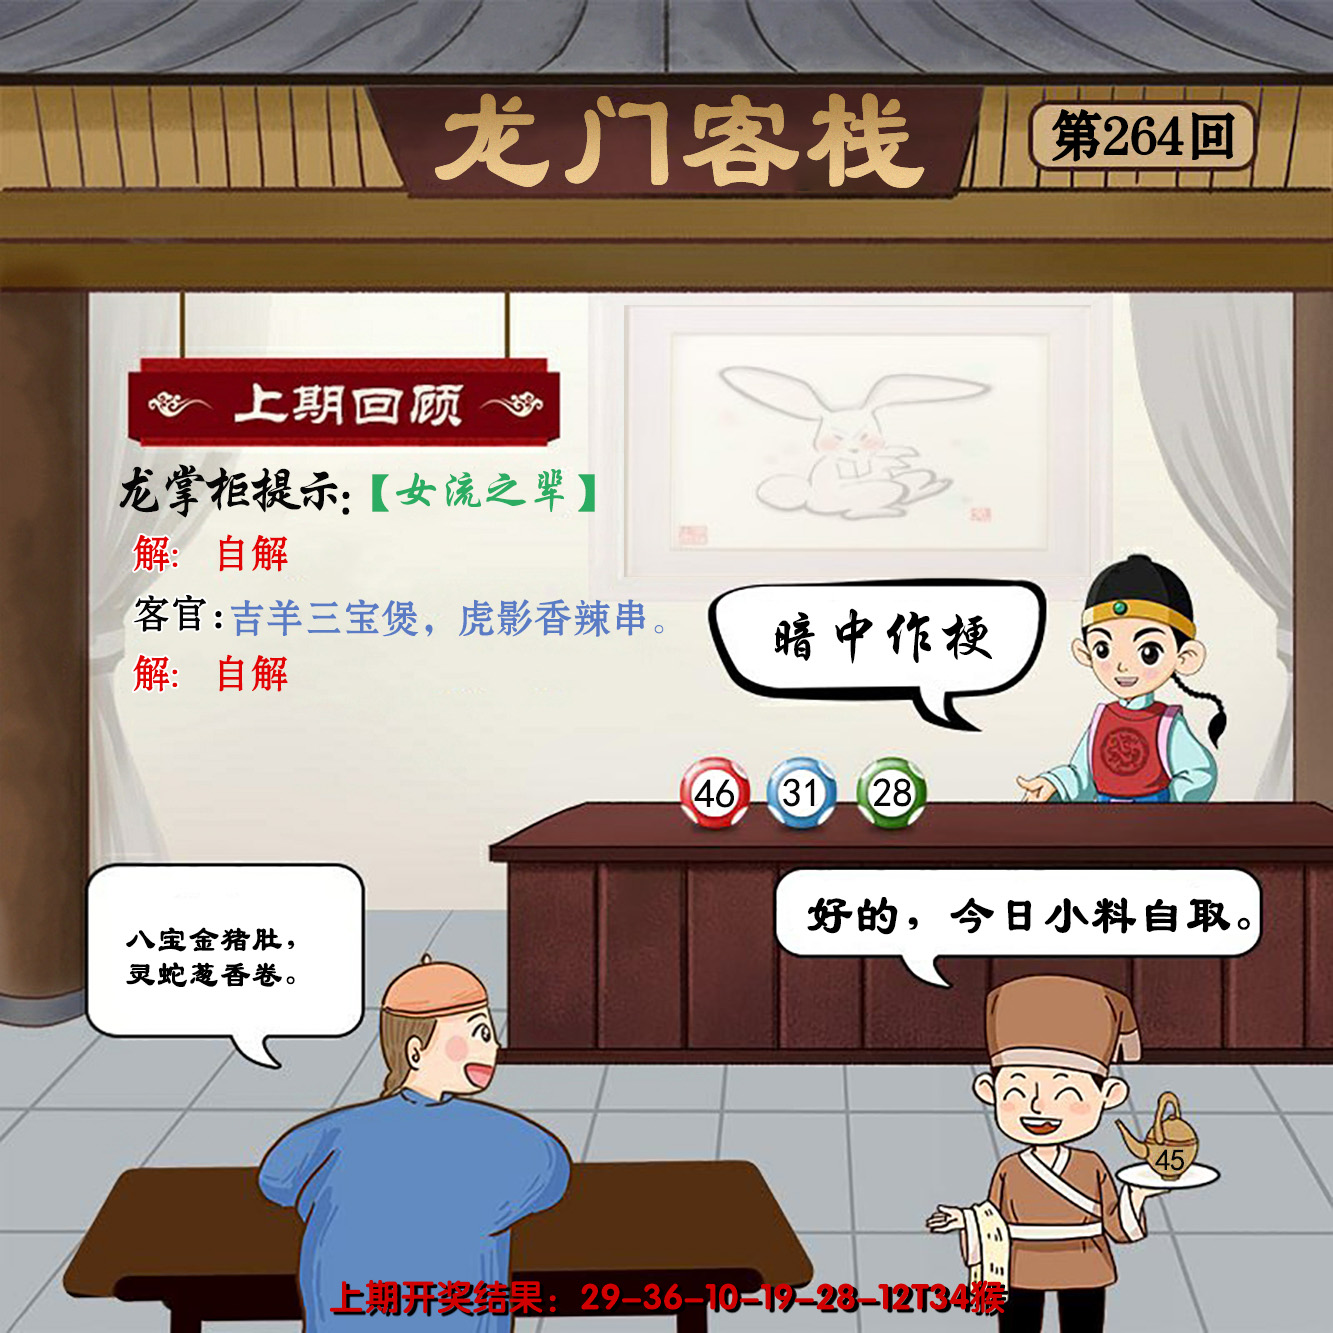 龙门客栈
第264回
上期回顾
龙掌柜提示:【女流之辈】
解: 自解
客官:吉羊三宝煲，虎影香辣串。
解: 自解
暗中作梗
46 31 28
八宝金猪肚，
灵蛇葱香卷。
好的，今日小料自取。
45
上期开奖结果：29-36-10-19-28-12T34猴